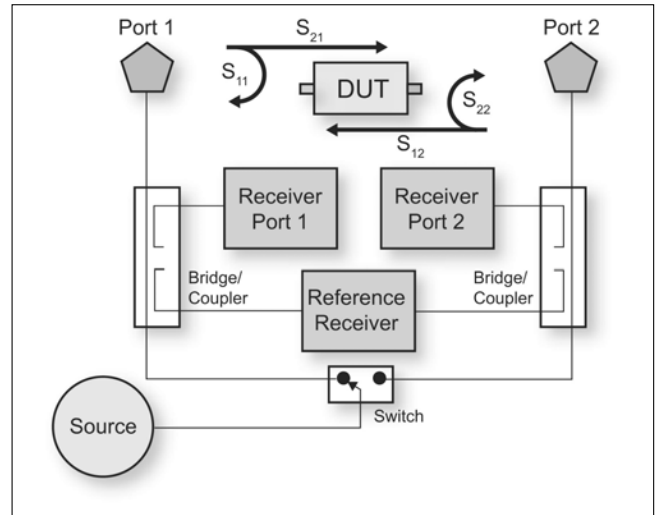 Port 1
Port 2
S21
S11
DUT
S22
S12
Receiver
Port 1
Receiver
Port 2
Bridge/
Coupler
Reference
Receiver
Bridge/
Coupler
Switch
Source